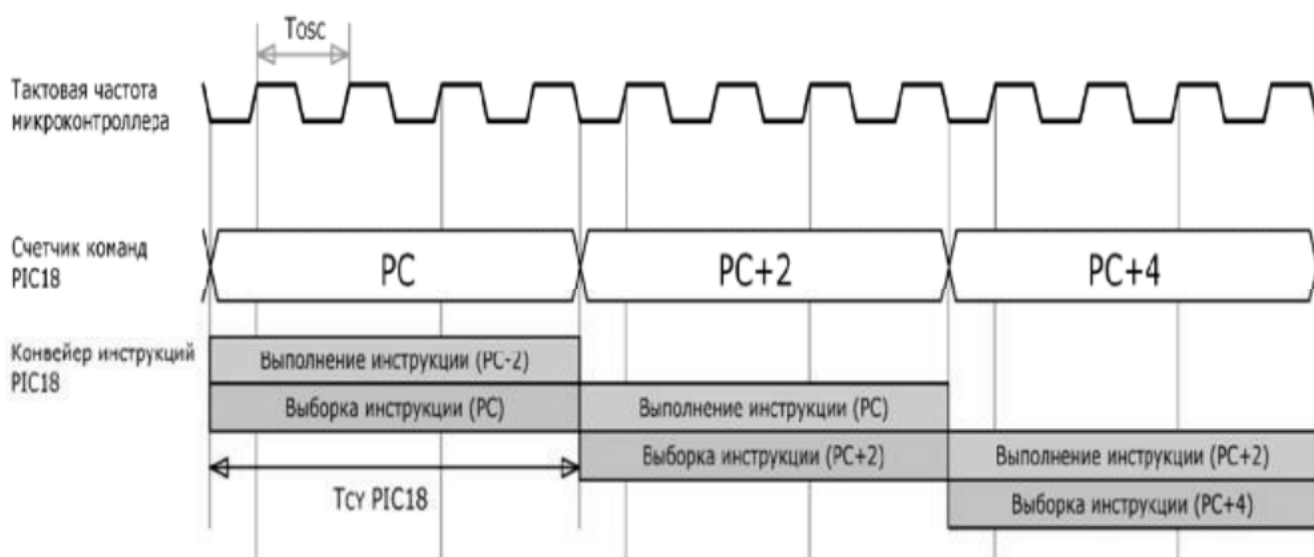 Tosc
Тактовая частота
микроконтроллера
Счетчик команд
PIC18
PC
PC+2
PC+4
Конвейер инструкций
PIC18
Выполнение инструкции (PC-2)
Выборка инструкции (PC)
Выполнение инструкции (PC)
Выборка инструкции (PC+2)
Выполнение инструкции (PC+2)
Tcy PIC18
Выборка инструкции (PC+4)